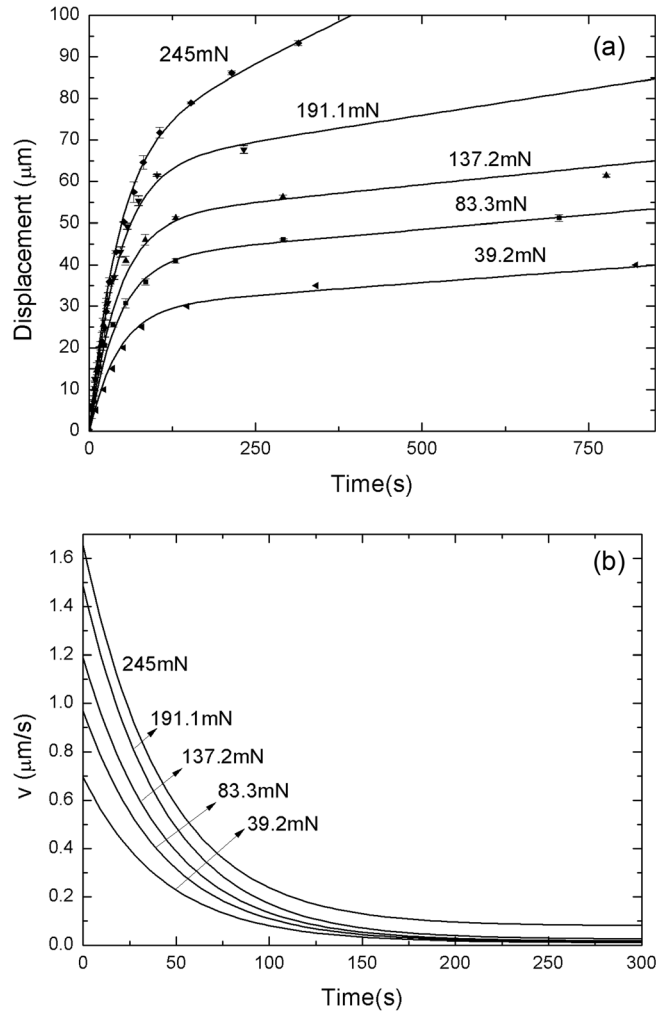 (a)
100
90
80
70
60
50
40
30
20
10
0
Displacement (μm)
245mN
191.1mN
137.2mN
83.3mN
39.2mN
0 250 500 750
Time(s)
(b)
1.6
1.4
1.2
1.0
0.8
0.6
0.4
0.2
0.0
v (μm/s)
245mN
191.1mN
137.2mN
83.3mN
39.2mN
0 50 100 150 200 250 300
Time(s)